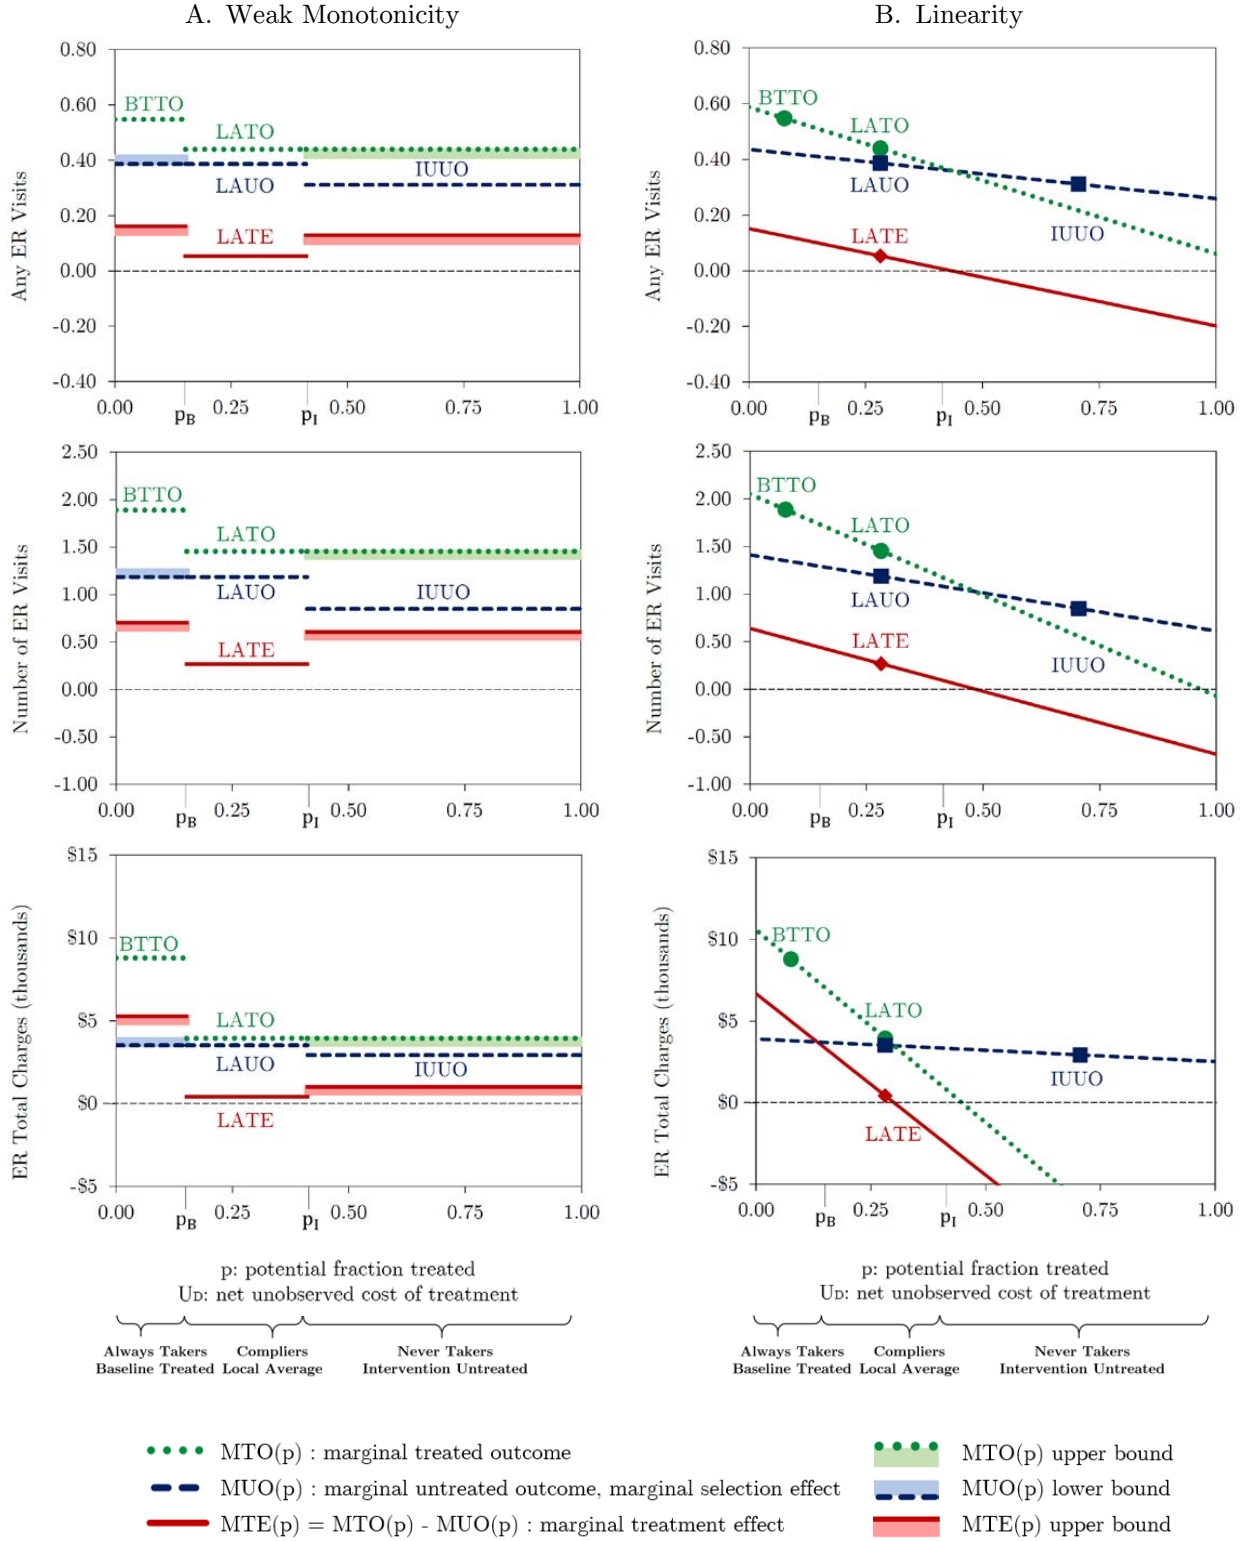 A. Weak Monotonicity
0.80
0.60
0.40
0.20
0.00
-0.20
-0.40
Any ER Visits
BTTO
LATO
LAUO
IUUO
LATE
0.00 pB 0.25 pI 0.50 0.75 1.00
B. Linearity
0.80
0.60
0.40
0.20
0.00
-0.20
-0.40
Any ER Visits
BTTO
LATO
LAUO
LATE
IUUO
0.00 pB 0.25 pI 0.50 0.75 1.00
2.50
2.00
1.50
1.00
0.50
0.00
-0.50
-1.00
Number of ER Visits
BTTO
LATO
LAUO
IUUO
LATE
0.00 pB 0.25 pI 0.50 0.75 1.00
2.50
2.00
1.50
1.00
0.50
0.00
-0.50
-1.00
Number of ER Visits
BTTO
LATO
LAUO
LATE
IUUO
0.00 pB 0.25 pI 0.50 0.75 1.00
$15
$10
$5
$0
-$5
ER Total Charges (thousands)
BTTO
LATO
LAUO
IUUO
LATE
0.00 pB 0.25 pI 0.50 0.75 1.00
$15
$10
$5
$0
-$5
ER Total Charges (thousands)
BTTO
LATO
IUUO
LATE
0.00 pB 0.25 pI 0.50 0.75 1.00
p: potential fraction treated
UD: net unobserved cost of treatment
Always Takers
Baseline Treated
Compliers
Local Average
Never Takers
Intervention Untreated
p: potential fraction treated
UD: net unobserved cost of treatment
Always Takers
Baseline Treated
Compliers
Local Average
Never Takers
Intervention Untreated
MTO(p) : marginal treated outcome
MUO(p) : marginal untreated outcome, marginal selection effect
MTE(p) = MTO(p) - MUO(p) : marginal treatment effect
MTO(p) upper bound
MUO(p) lower bound
MTE(p) upper bound